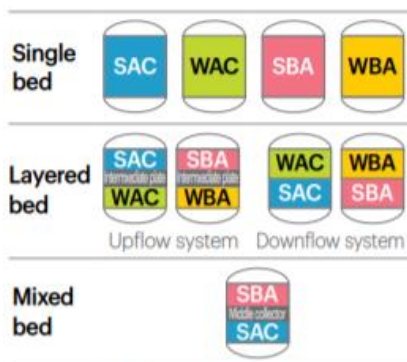 Single bed
SAC WAC SBA WBA
Layered bed
SAC
Intermediate plate
WAC
SBA
Intermediate plate
WBA
WAC
SAC
WBA
SBA
Upflow system
Downflow system
Mixed bed
SBA
Middle collector
SAC